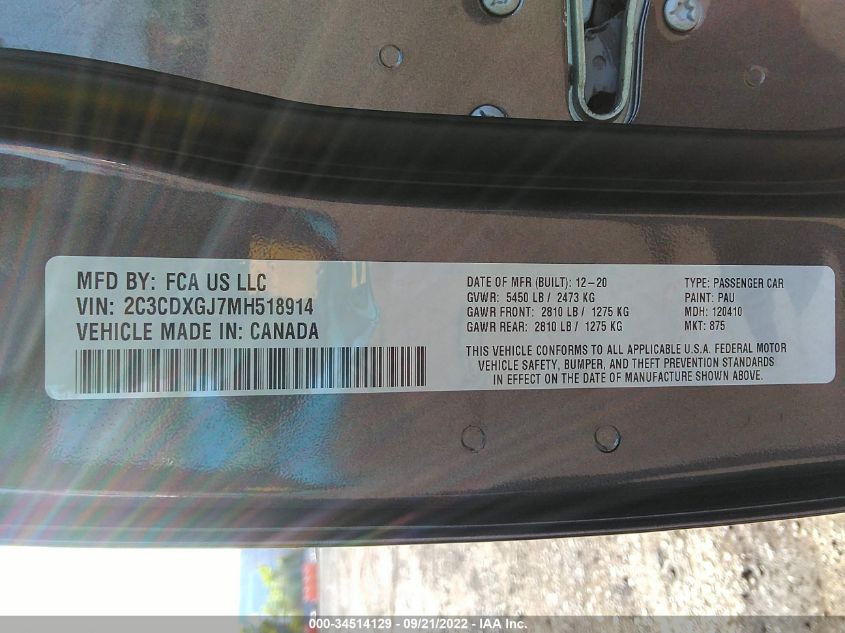 MFD BY: FCA US LLC
VIN: 2C3CDXGJ7MH518914
VEHICLE MADE IN: CANADA
DATE OF MFR (BUILT): 12-20
GVWR: 5450 LB / 2473 KG
GAWR FRONT: 2810 LB / 1275 KG
GAWR REAR: 2810 LB / 1275 KG
TYPE: PASSENGER CAR
PAINT: PAU
MDH: 120410
MKT: 875
THIS VEHICLE CONFORMS TO ALL APPLICABLE U.S.A. FEDERAL MOTOR
VEHICLE SAFETY, BUMPER, AND THEFT PREVENTION STANDARDS
IN EFFECT ON THE DATE OF MANUFACTURE SHOWN ABOVE.
000-34514129 - 09/21/2022 - IAA Inc.